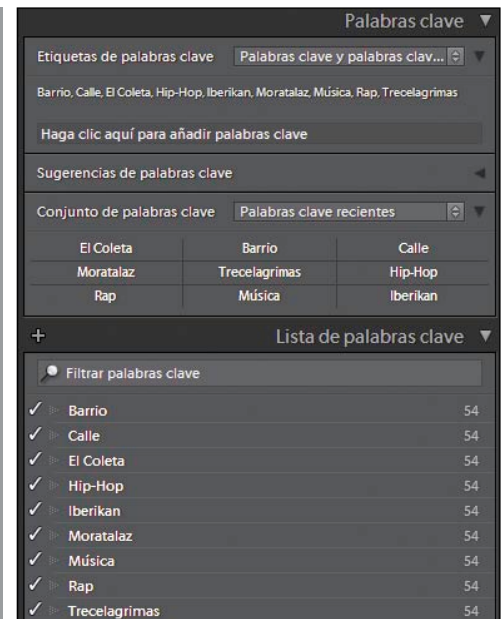 Palabras clave
Etiquetas de palabras clave Palabras clave y palabras clav...
Barrio, Calle, El Coleta, Hip-Hop, Iberikan, Moratalaz, Música, Rap, Trecelagrimas
Haga clic aquí para añadir palabras clave
Sugerencias de palabras clave
Conjunto de palabras clave Palabras clave recientes
El Coleta Barrio Calle
Moratalaz Trecelagrimas Hip-Hop
Rap Música Iberikan
Lista de palabras clave
Filtrar palabras clave
Barrio 54
Calle 54
El Coleta 54
Hip-Hop 54
Iberikan 54
Moratalaz 54
Música 54
Rap 54
Trecelagrimas 54